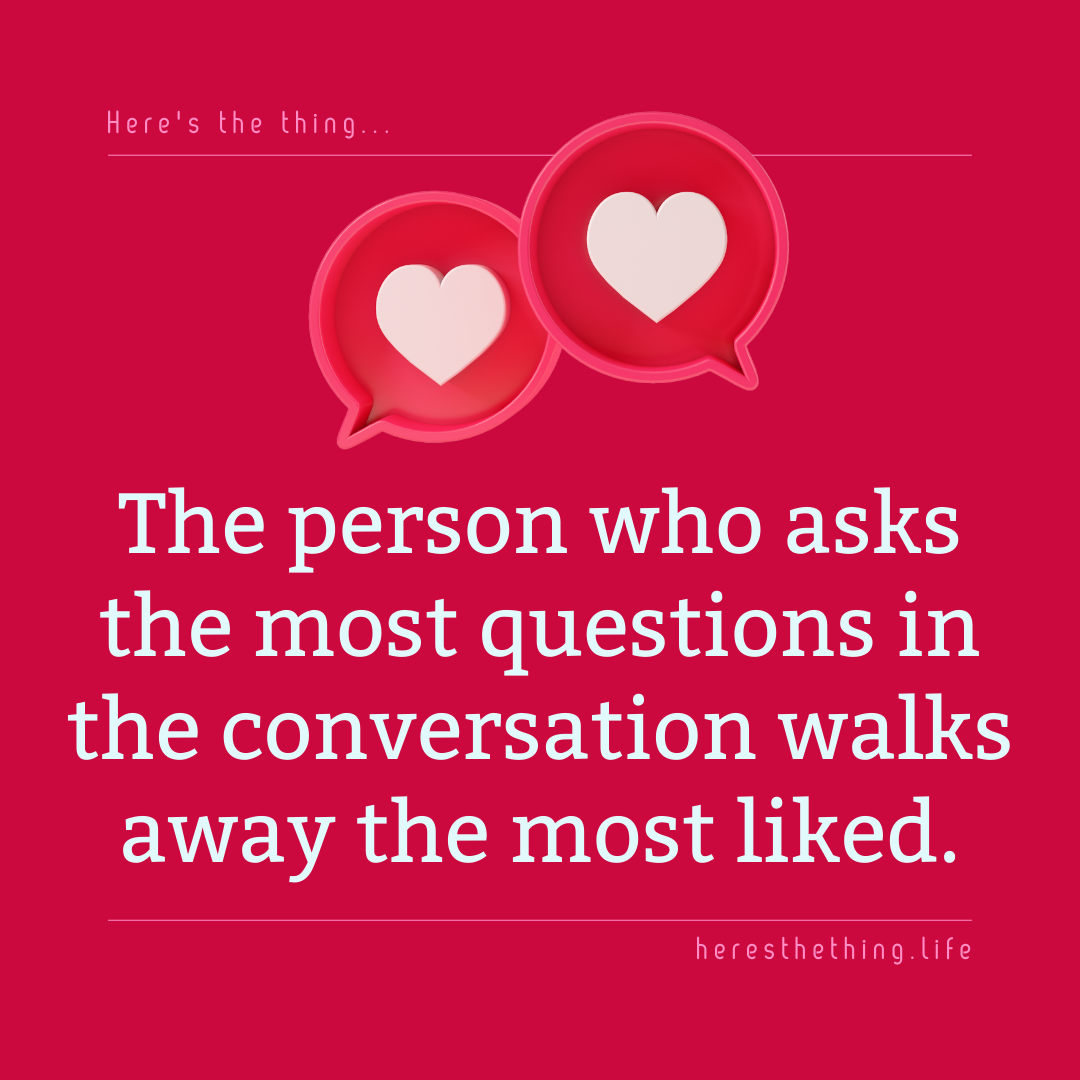 Here's the thing...
The person who asks
the most questions in
the conversation walks
away the most liked.
heresthething.life